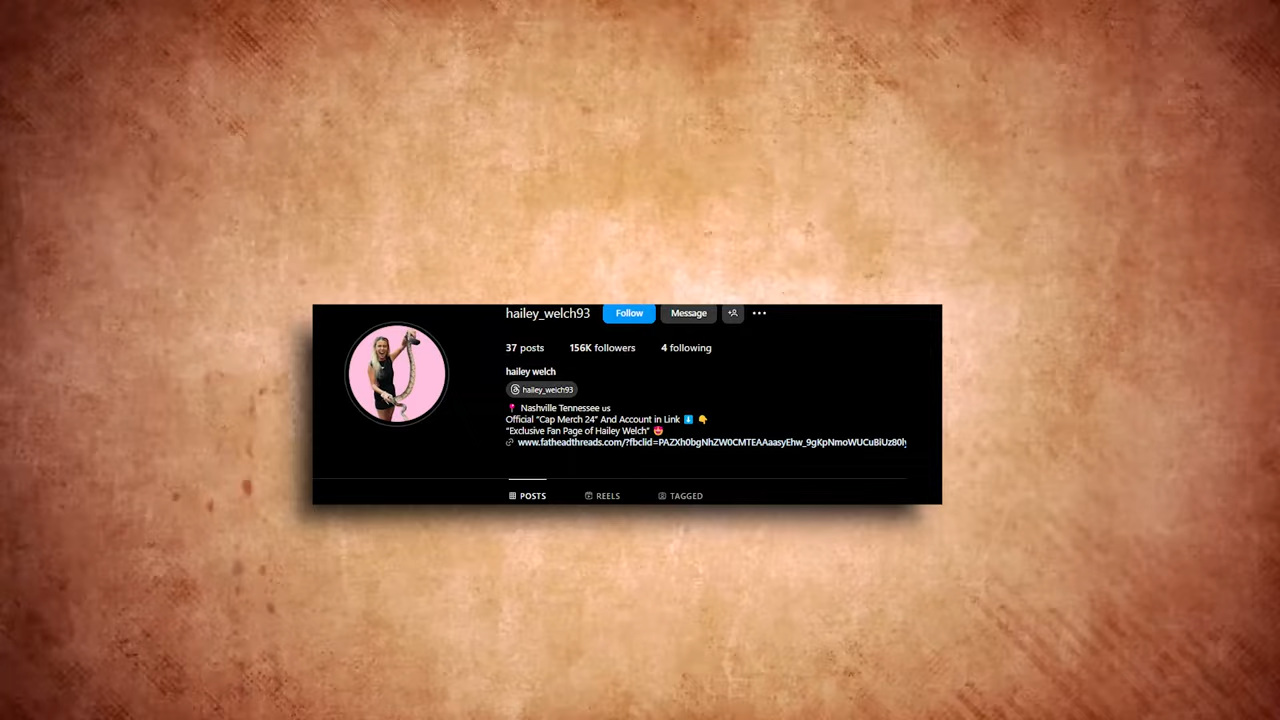 hailey_welch93 Follow Message
37 posts 156K followers 4 following
hailey welch
hailey_welch93
Nashville Tennessee us
Official "Cap Merch 24" And Account in Link
"Exclusive Fan Page of Hailey Welch"
www.fatheadthreads.com/?fbclid=PAZXh0bgNhZW0CMTEAAaasyEhw_9gKpNmoWUCuBiUz80l
POSTS REELS TAGGED